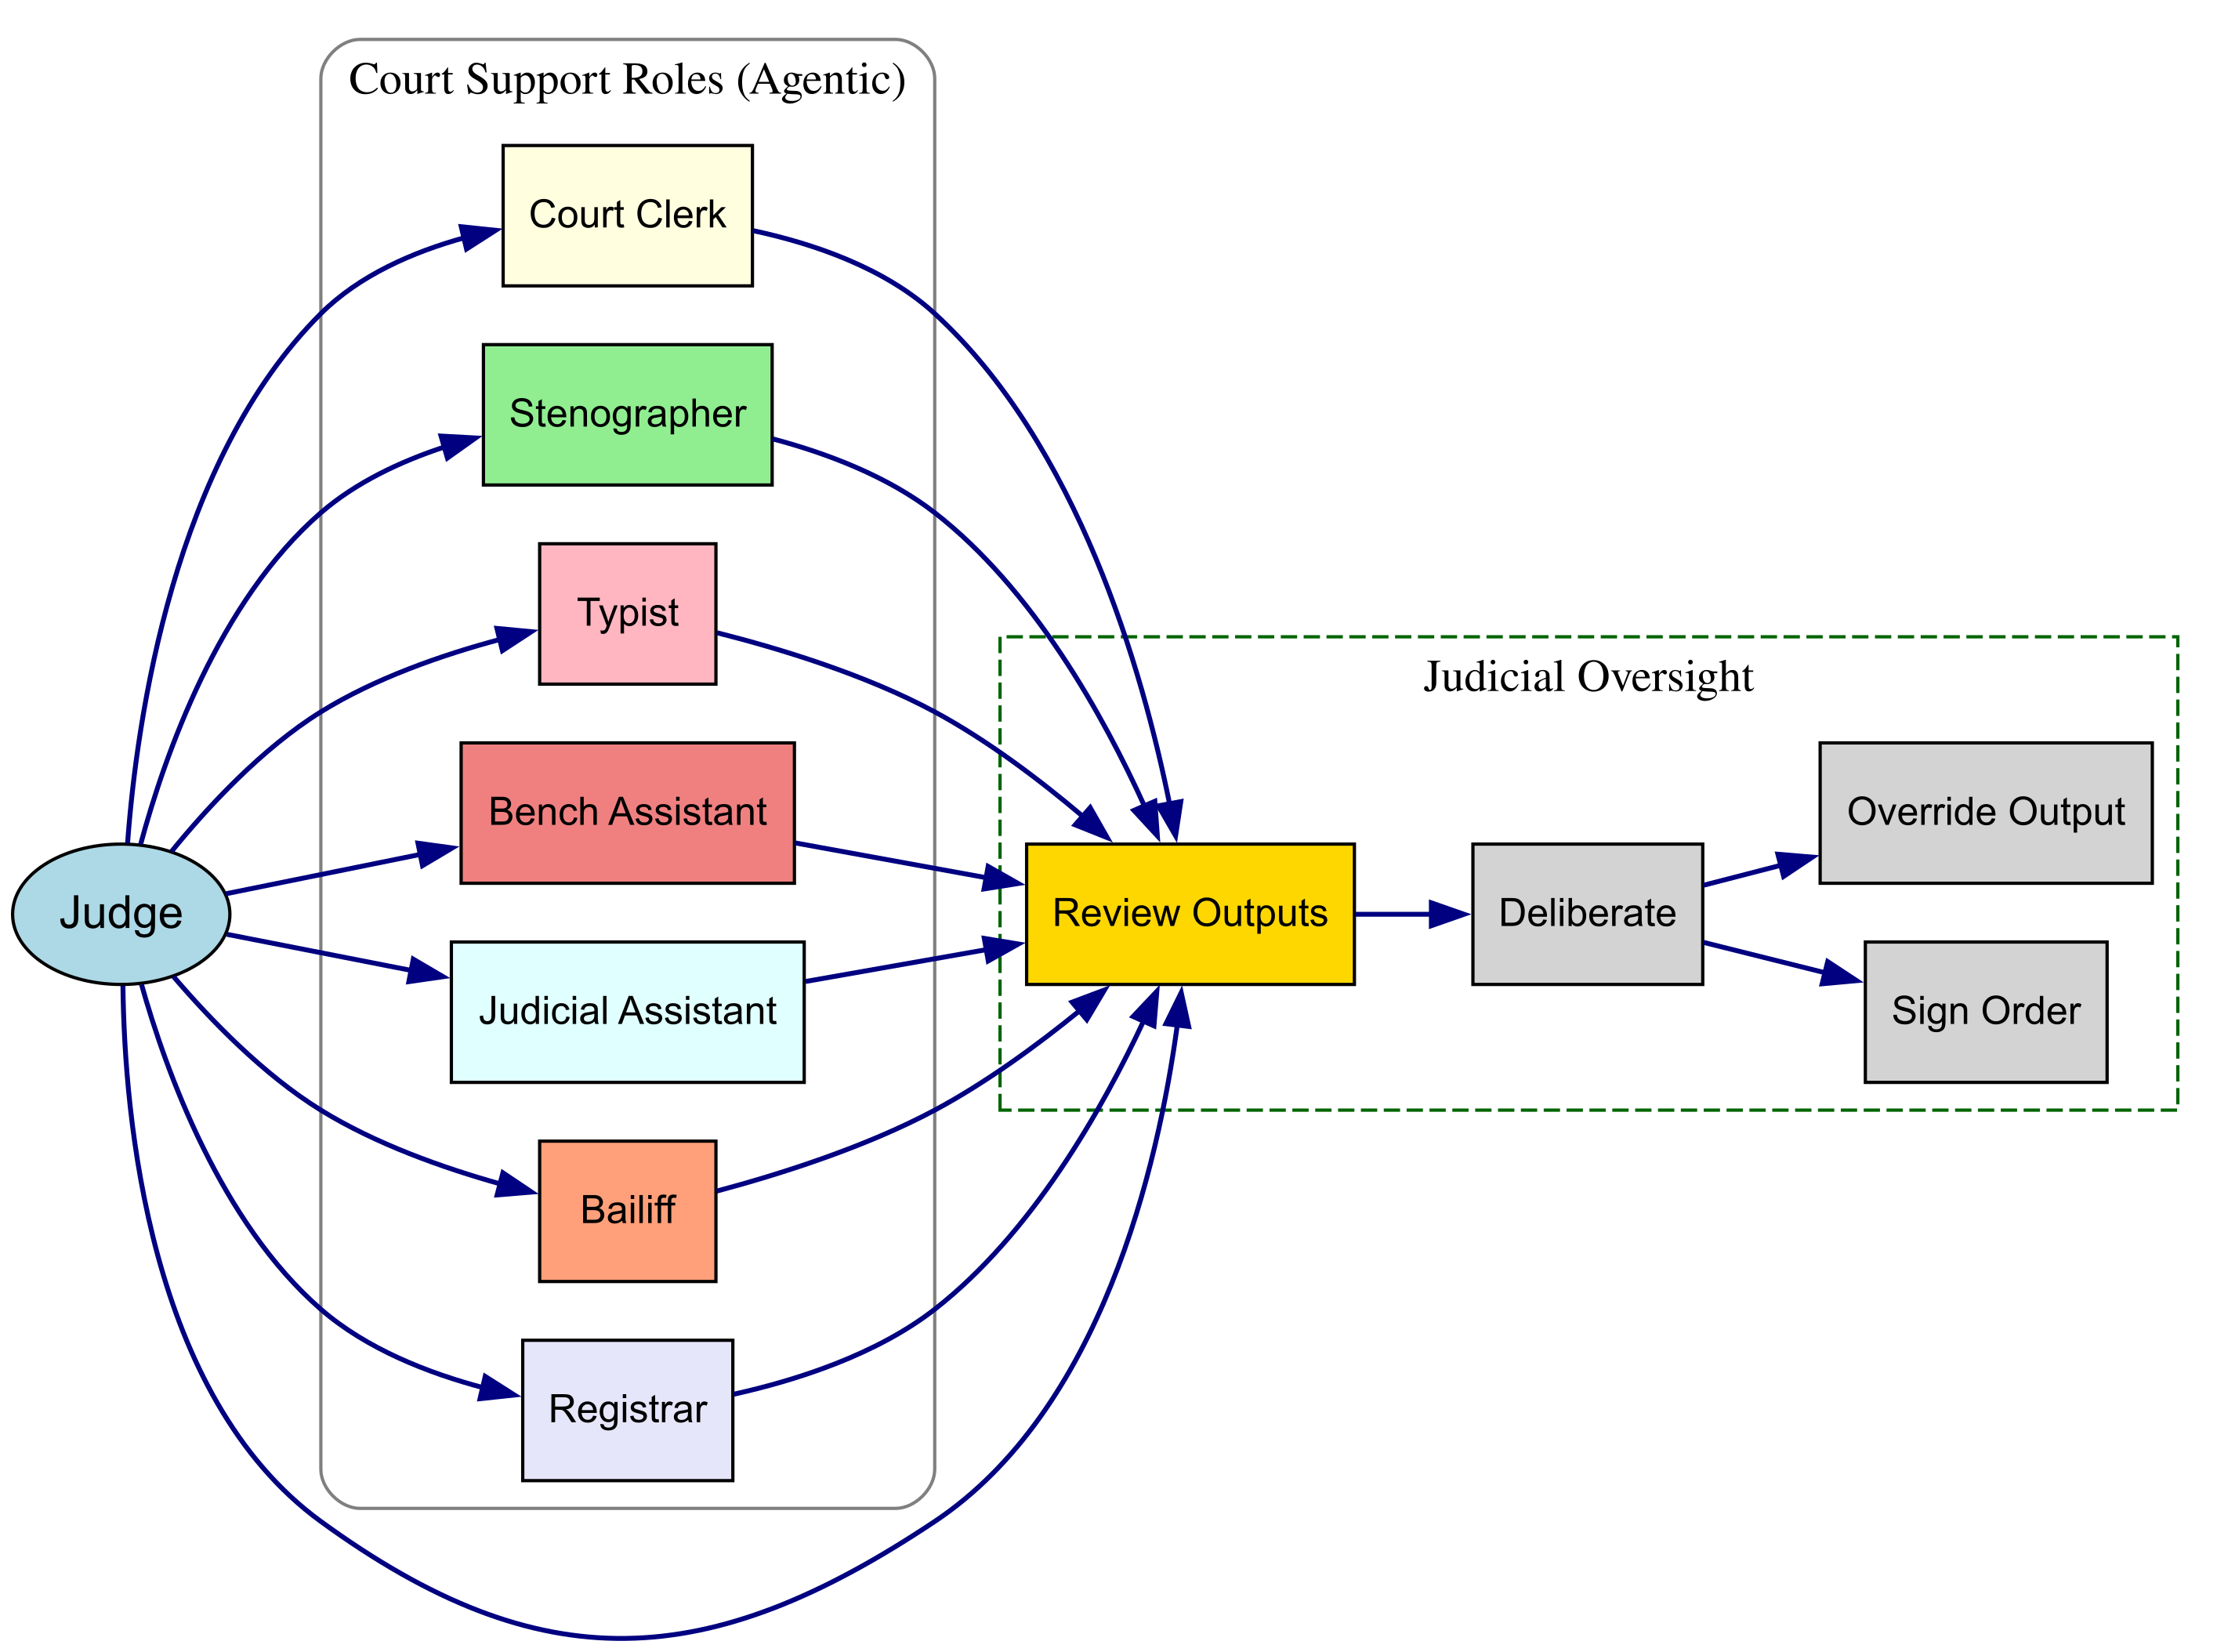 Court Support Roles (Agentic)
Court Clerk
Stenographer
Typist
Bench Assistant
Judicial Assistant
Bailiff
Registrar
Judge
Judicial Oversight
Review Outputs
Deliberate
Override Output
Sign Order